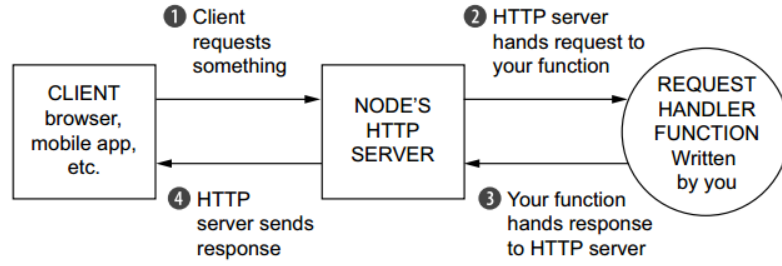 1 Client
requests
something
2 HTTP server
hands request to
your function
CLIENT
browser,
mobile app,
etc.
NODE'S
HTTP
SERVER
REQUEST
HANDLER
FUNCTION
Written
by you
4 HTTP
server sends
response
3 Your function
hands response
to HTTP server